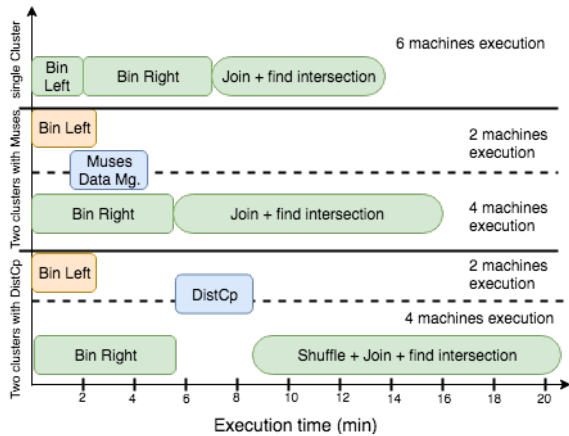 single Cluster
6 machines execution
Bin
Left
Bin Right
Join + find intersection
Two clusters with Muses
Bin Left
2 machines
execution
Muses
Data Mg.
Bin Right
Join + find intersection
4 machines
execution
Two clusters with DistCp
Bin Left
2 machines
execution
DistCp
4 machines execution
Bin Right
Shuffle + Join + find intersection
2 4 6 8 10 12 14 16 18 20
Execution time (min)